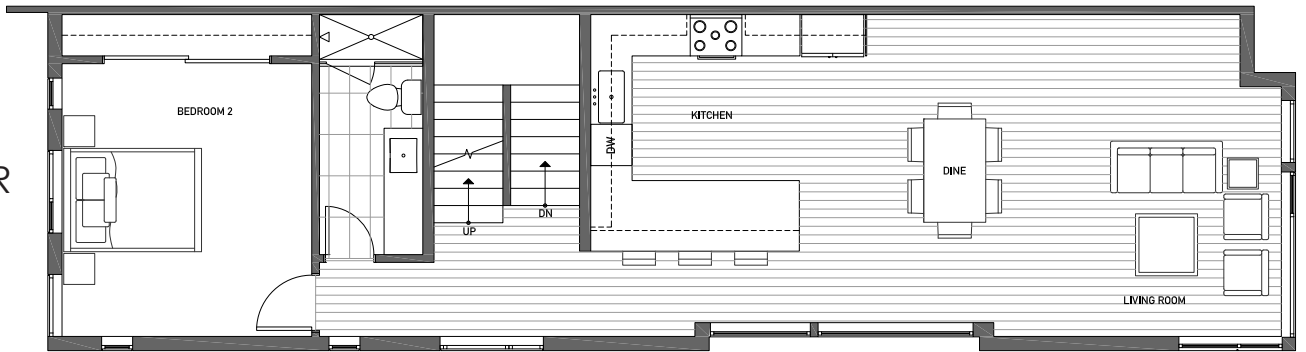 BEDROOM 2
KITCHEN
DW
DINE
R
UP
DN
LIVING ROOM